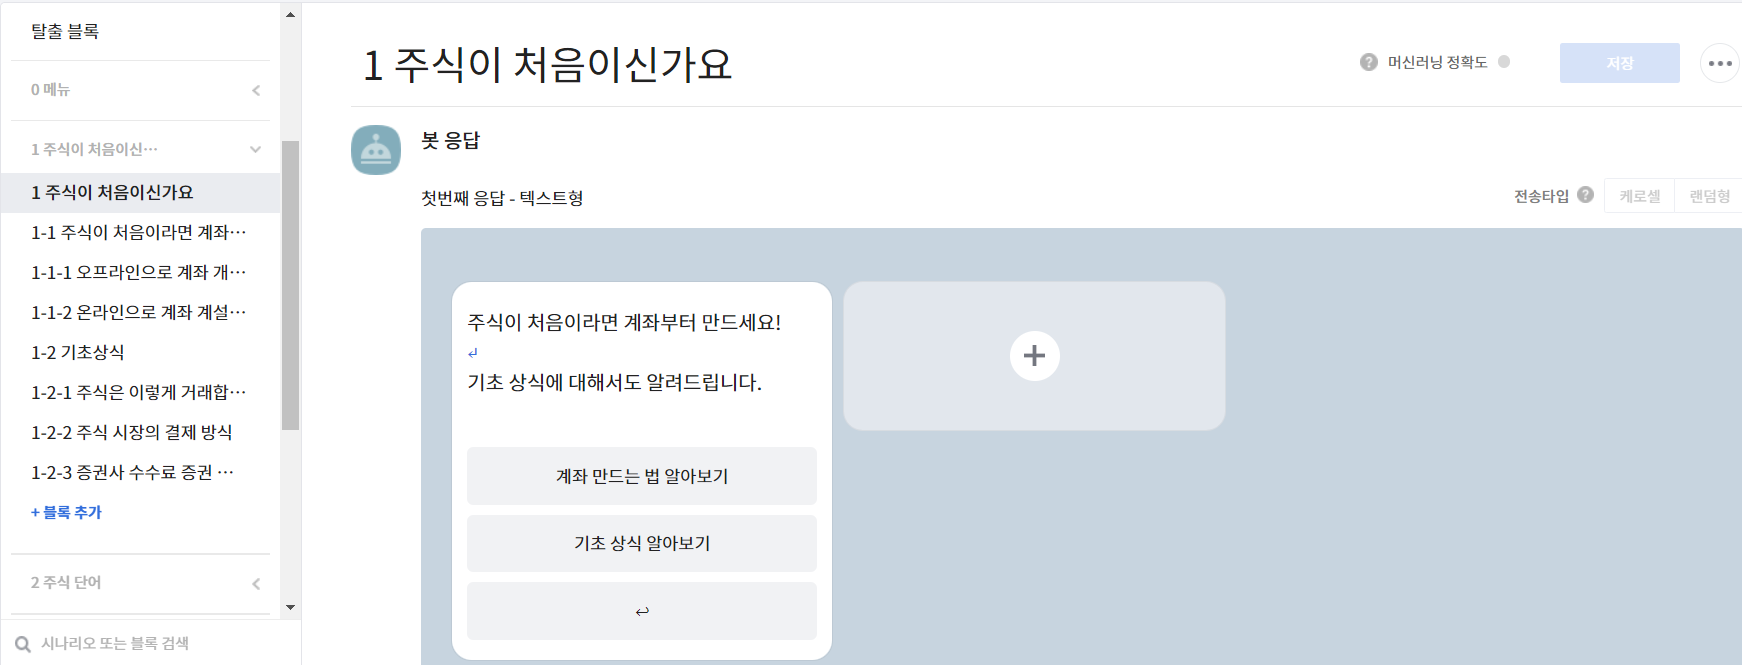 탈출 블록
0 메뉴
1 주식이 처음이신…
1 주식이 처음이신가요
1-1 주식이 처음이라면 계좌…
1-1-1 오프라인으로 계좌 개…
1-1-2 온라인으로 계좌 계설…
1-2 기초상식
1-2-1 주식은 이렇게 거래합…
1-2-2 주식 시장의 결제 방식
1-2-3 증권사 수수료 증권 …
+ 블록 추가
2 주식 단어
시나리오 또는 블록 검색
1 주식이 처음이신가요
? 머신러닝 정확도
저장
봇 응답
첫번째 응답 - 텍스트형
전송타입 ?
케로셀
랜덤형
주식이 처음이라면 계좌부터 만드세요!
↵
기초 상식에 대해서도 알려드립니다.
계좌 만드는 법 알아보기
기초 상식 알아보기
↩